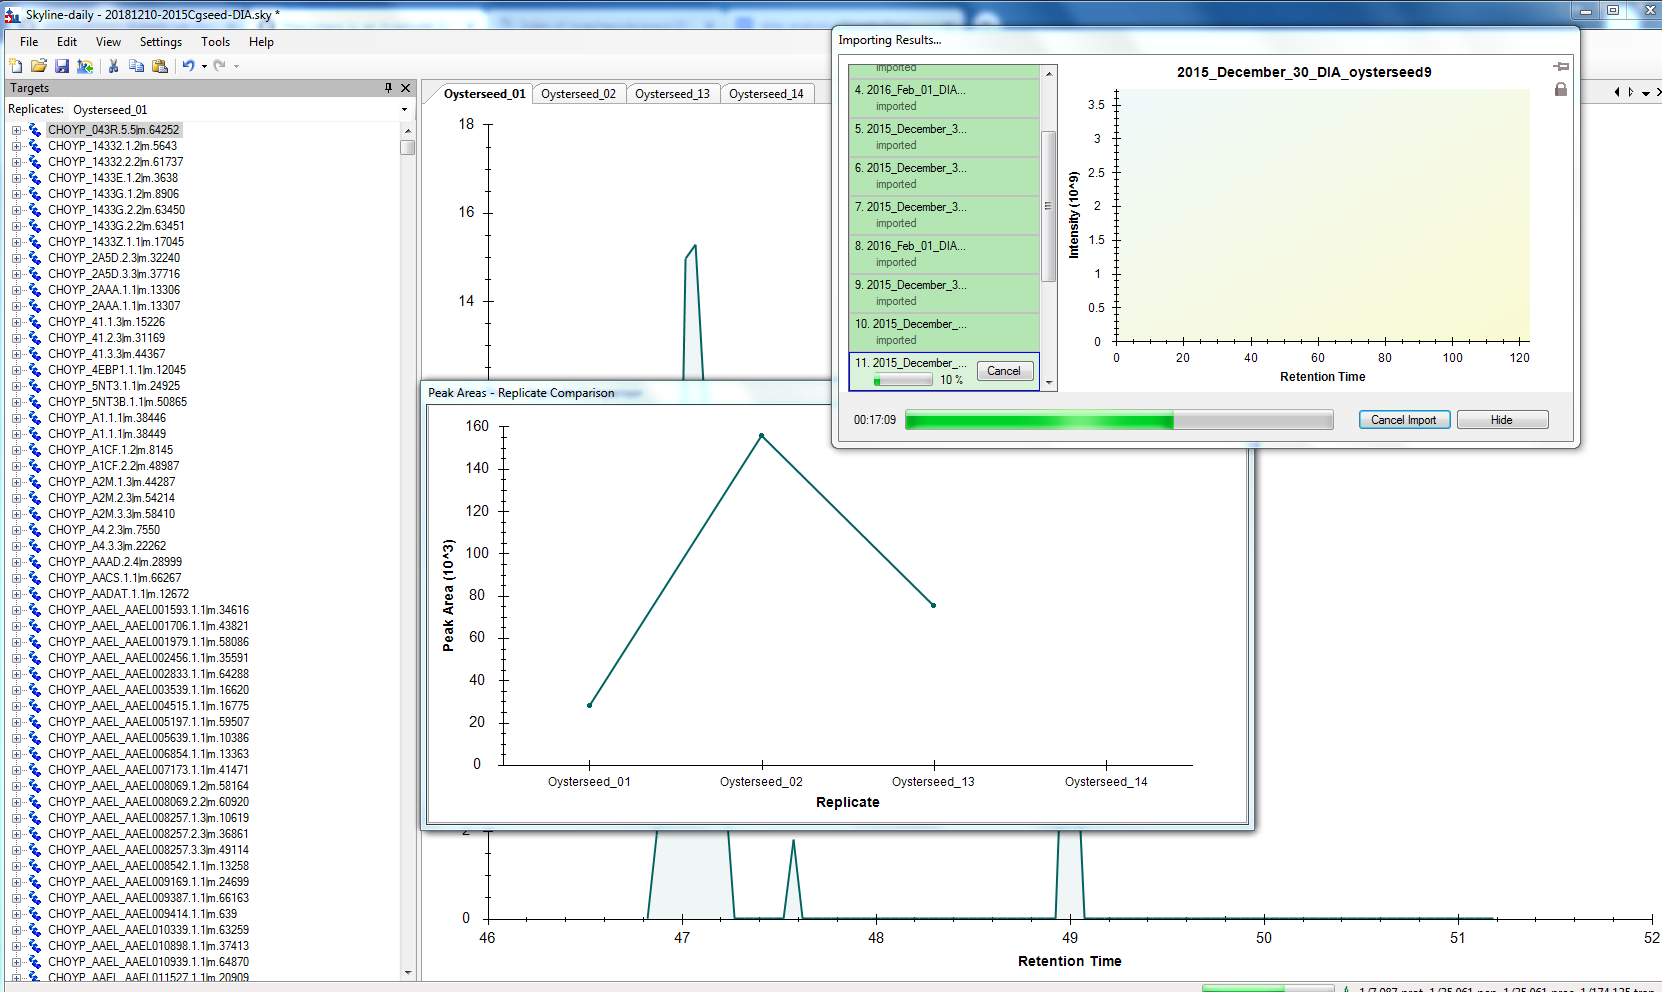 Skyline-daily - 20181210-2015Cgseed-DIA.sky *
File Edit View Settings Tools Help
Targets
Replicates: Oysterseed_01
CHOYP_043R.5.5|m.64252
CHOYP_14332.1.2|m.5643
CHOYP_14332.2.2|m.61737
CHOYP_1433E.1.2|m.3638
CHOYP_1433G.1.2|m.8906
CHOYP_1433G.2.2|m.63450
CHOYP_1433G.2.2|m.63451
CHOYP_1433Z.1.1|m.17045
CHOYP_2A5D.2.3|m.32240
CHOYP_2A5D.3.3|m.37716
CHOYP_2AAA.1.1|m.13306
CHOYP_2AAA.1.1|m.13307
CHOYP_41.1.3|m.15226
CHOYP_41.2.3|m.31169
CHOYP_41.3.3|m.44367
CHOYP_4EBP1.1.1|m.12045
CHOYP_5NT3.1.1|m.24925
CHOYP_5NT3B.1.1|m.50865
CHOYP_A1.1.1|m.38446
CHOYP_A1.1.1|m.38449
CHOYP_A1CF.1.2|m.8145
CHOYP_A1CF.2.2|m.48987
CHOYP_A2M.1.3|m.44287
CHOYP_A2M.2.3|m.54214
CHOYP_A2M.3.3|m.58410
CHOYP_A4.2.3|m.7550
CHOYP_A4.3.3|m.22262
CHOYP_AAAD.2.4|m.28999
CHOYP_AACS.1.1|m.66267
CHOYP_AADAT.1.1|m.12672
CHOYP_AAEL_AAEL001593.1.1|m.34616
CHOYP_AAEL_AAEL001706.1.1|m.43821
CHOYP_AAEL_AAEL001979.1.1|m.58086
CHOYP_AAEL_AAEL002456.1.1|m.35591
CHOYP_AAEL_AAEL002833.1.1|m.64288
CHOYP_AAEL_AAEL003539.1.1|m.16620
CHOYP_AAEL_AAEL004515.1.1|m.16775
CHOYP_AAEL_AAEL005197.1.1|m.59507
CHOYP_AAEL_AAEL005639.1.1|m.10386
CHOYP_AAEL_AAEL006854.1.1|m.13363
CHOYP_AAEL_AAEL007173.1.1|m.41471
CHOYP_AAEL_AAEL008069.1.2|m.58164
CHOYP_AAEL_AAEL008069.2.2|m.60920
CHOYP_AAEL_AAEL008257.1.3|m.10619
CHOYP_AAEL_AAEL008257.2.3|m.36861
CHOYP_AAEL_AAEL008257.3.3|m.49114
CHOYP_AAEL_AAEL008542.1.1|m.13258
CHOYP_AAEL_AAEL009169.1.1|m.24699
CHOYP_AAEL_AAEL009387.1.1|m.66163
CHOYP_AAEL_AAEL009414.1.1|m.639
CHOYP_AAEL_AAEL010339.1.1|m.63259
CHOYP_AAEL_AAEL010898.1.1|m.37413
CHOYP_AAEL_AAEL010939.1.1|m.64870
CHOYP_AAEL_AAEL011527.1.1|m.20909
Oysterseed_01 Oysterseed_02 Oysterseed_13 Oysterseed_14
18
16
14
2
0
46 47 48 49 50 51 52
Retention Time
Peak Areas - Replicate Comparison
160
140
120
100
80
60
40
20
0
Peak Area (10^3)
Oysterseed_01 Oysterseed_02 Oysterseed_13 Oysterseed_14
Replicate
Importing Results...
imported
4. 2016_Feb_01_DIA...
imported
5. 2015_December_3...
imported
6. 2015_December_3...
imported
7. 2015_December_3...
imported
8. 2016_Feb_01_DIA...
imported
9. 2015_December_3...
imported
10. 2015_December_...
imported
11. 2015_December_...
10 % Cancel
2015_December_30_DIA_oysterseed9
3.5
3
2.5
2
1.5
1
0.5
0
Intensity (10^9)
0 20 40 60 80 100 120
Retention Time
00:17:09 Cancel Import Hide